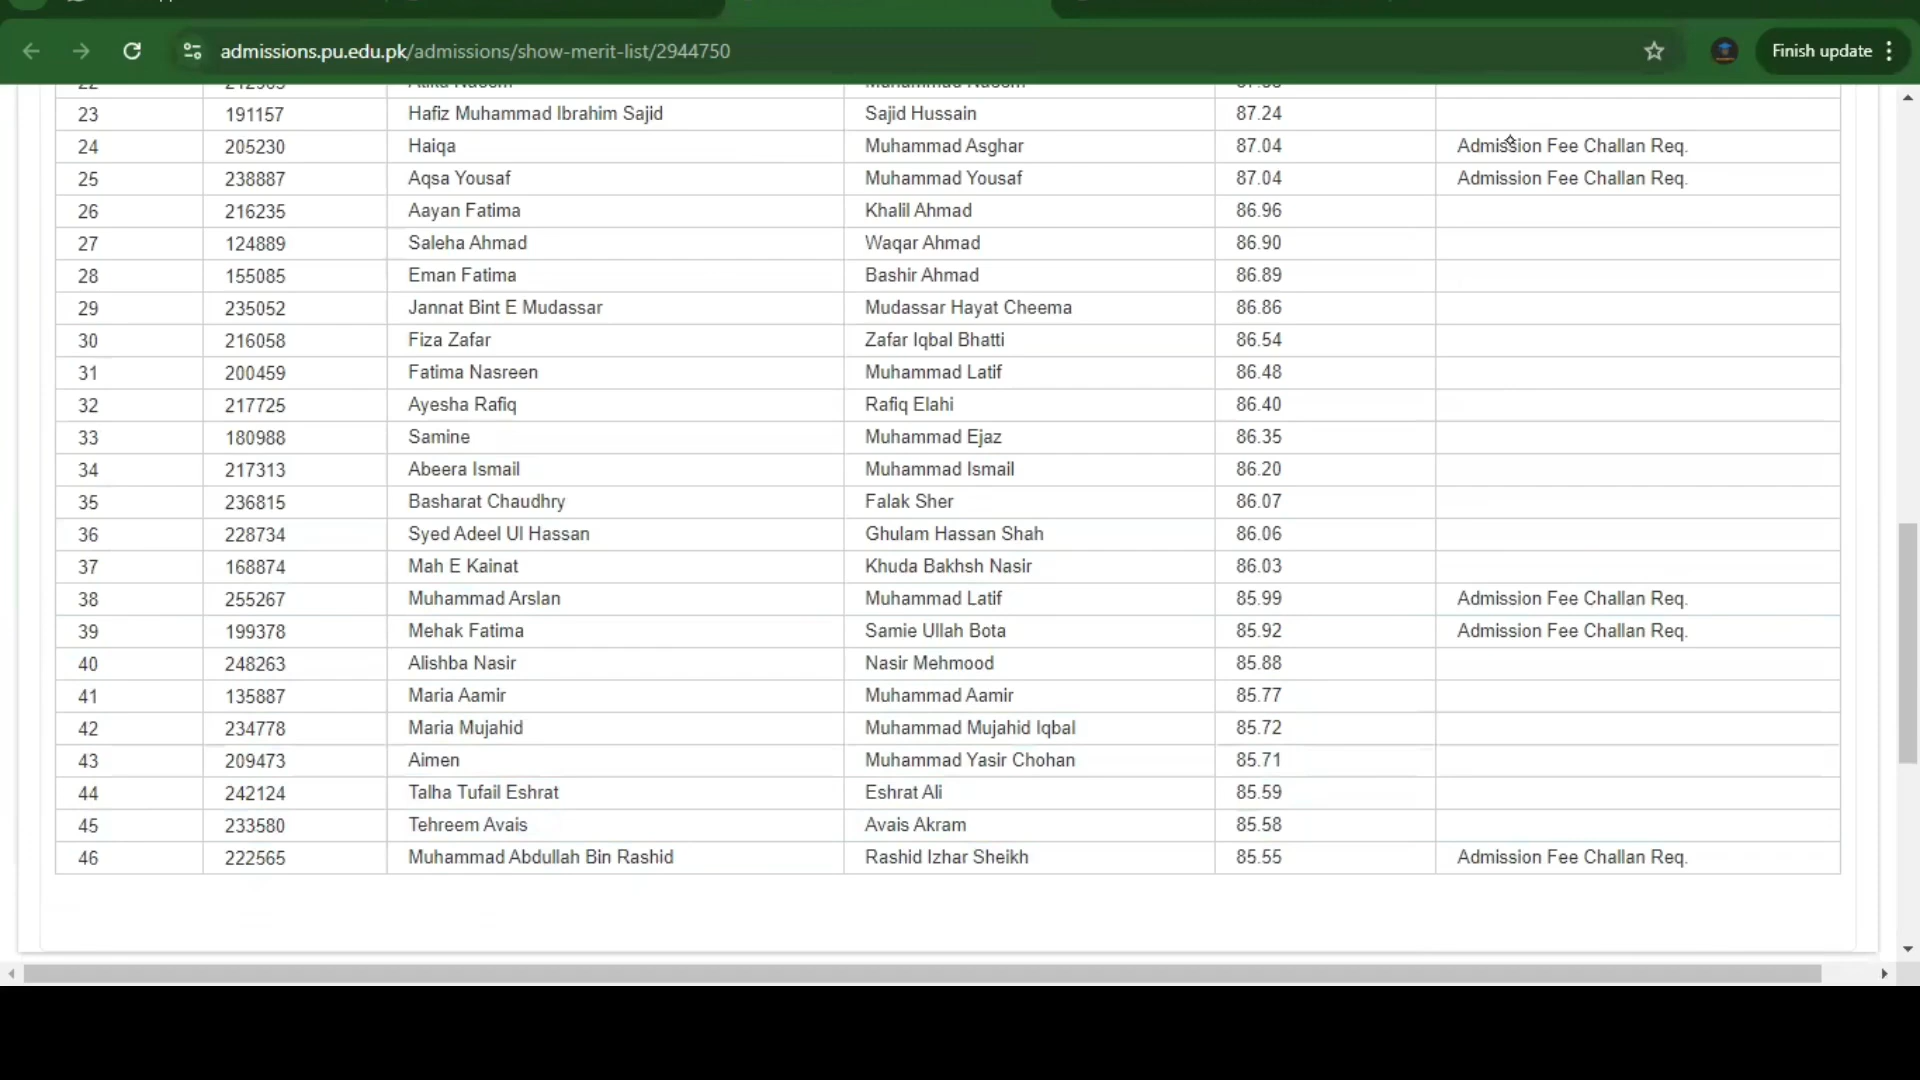 admissions.pu.edu.pk/admissions/show-merit-list/2944750 Finish update
23 191157 Hafiz Muhammad Ibrahim Sajid Sajid Hussain 87.24
24 205230 Haiqa Muhammad Asghar 87.04 Admission Fee Challan Req.
25 238887 Aqsa Yousaf Muhammad Yousaf 87.04 Admission Fee Challan Req.
26 216235 Aayan Fatima Khalil Ahmad 86.96
27 124889 Saleha Ahmad Waqar Ahmad 86.90
28 155085 Eman Fatima Bashir Ahmad 86.89
29 235052 Jannat Bint E Mudassar Mudassar Hayat Cheema 86.86
30 216058 Fiza Zafar Zafar Iqbal Bhatti 86.54
31 200459 Fatima Nasreen Muhammad Latif 86.48
32 217725 Ayesha Rafiq Rafiq Elahi 86.40
33 180988 Samine Muhammad Ejaz 86.35
34 217313 Abeera Ismail Muhammad Ismail 86.20
35 236815 Basharat Chaudhry Falak Sher 86.07
36 228734 Syed Adeel Ul Hassan Ghulam Hassan Shah 86.06
37 168874 Mah E Kainat Khuda Bakhsh Nasir 86.03
38 255267 Muhammad Arslan Muhammad Latif 85.99 Admission Fee Challan Req.
39 199378 Mehak Fatima Samie Ullah Bota 85.92 Admission Fee Challan Req.
40 248263 Alishba Nasir Nasir Mehmood 85.88
41 135887 Maria Aamir Muhammad Aamir 85.77
42 234778 Maria Mujahid Muhammad Mujahid Iqbal 85.72
43 209473 Aimen Muhammad Yasir Chohan 85.71
44 242124 Talha Tufail Eshrat Eshrat Ali 85.59
45 233580 Tehreem Avais Avais Akram 85.58
46 222565 Muhammad Abdullah Bin Rashid Rashid Izhar Sheikh 85.55 Admission Fee Challan Req.